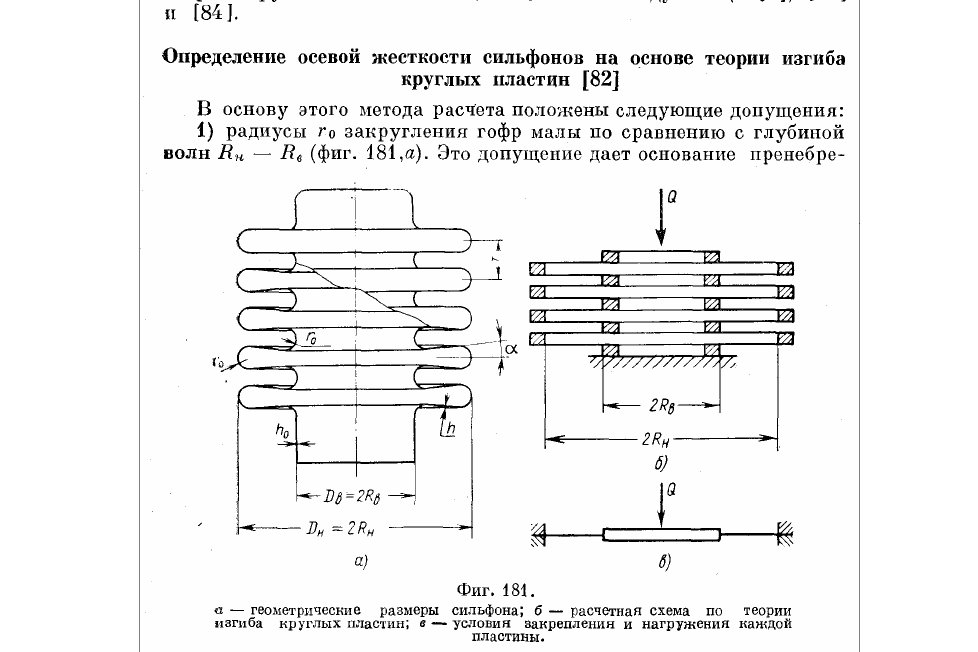 и [84].
Определение осевой жесткости сильфонов на основе теории изгиба
круглых пластин [82]
В основу этого метода расчета положены следующие допущения:
1) радиусы r₀ закругления гофр малы по сравнению с глубиной
волн Rн — Rв (фиг. 181,а). Это допущение дает основание пренебре-
Q
r₀
α
r₀
h₀
h
2Rв
2Rн
б)
Dв=2Rв
Q
Dн = 2Rн
а)
в)
Фиг. 181.
а — геометрические размеры сильфона; б — расчетная схема по теории
изгиба круглых пластин; в — условия закрепления и нагружения каждой
пластины.